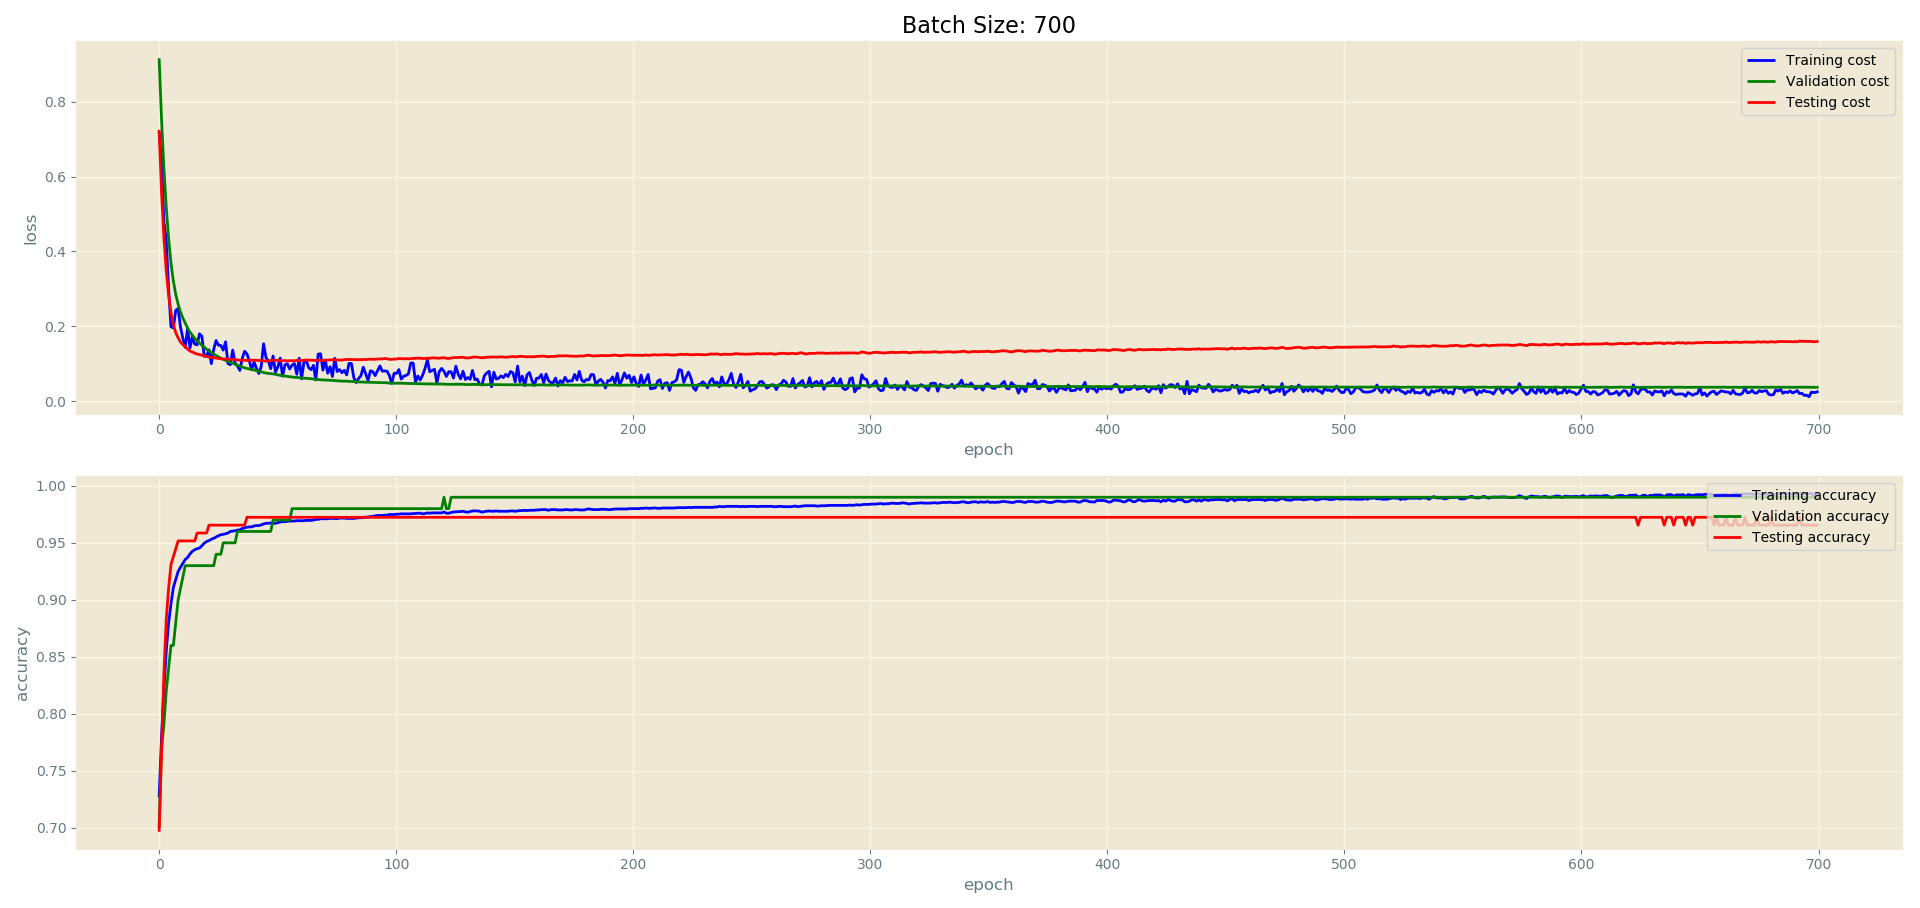 Batch Size: 700
Training cost
Validation cost
Testing cost
0.8
0.6
0.4
0.2
0.0
loss
0 100 200 300 400 500 600 700
epoch
Training accuracy
Validation accuracy
Testing accuracy
1.00
0.95
0.90
0.85
0.80
0.75
0.70
accuracy
0 100 200 300 400 500 600 700
epoch